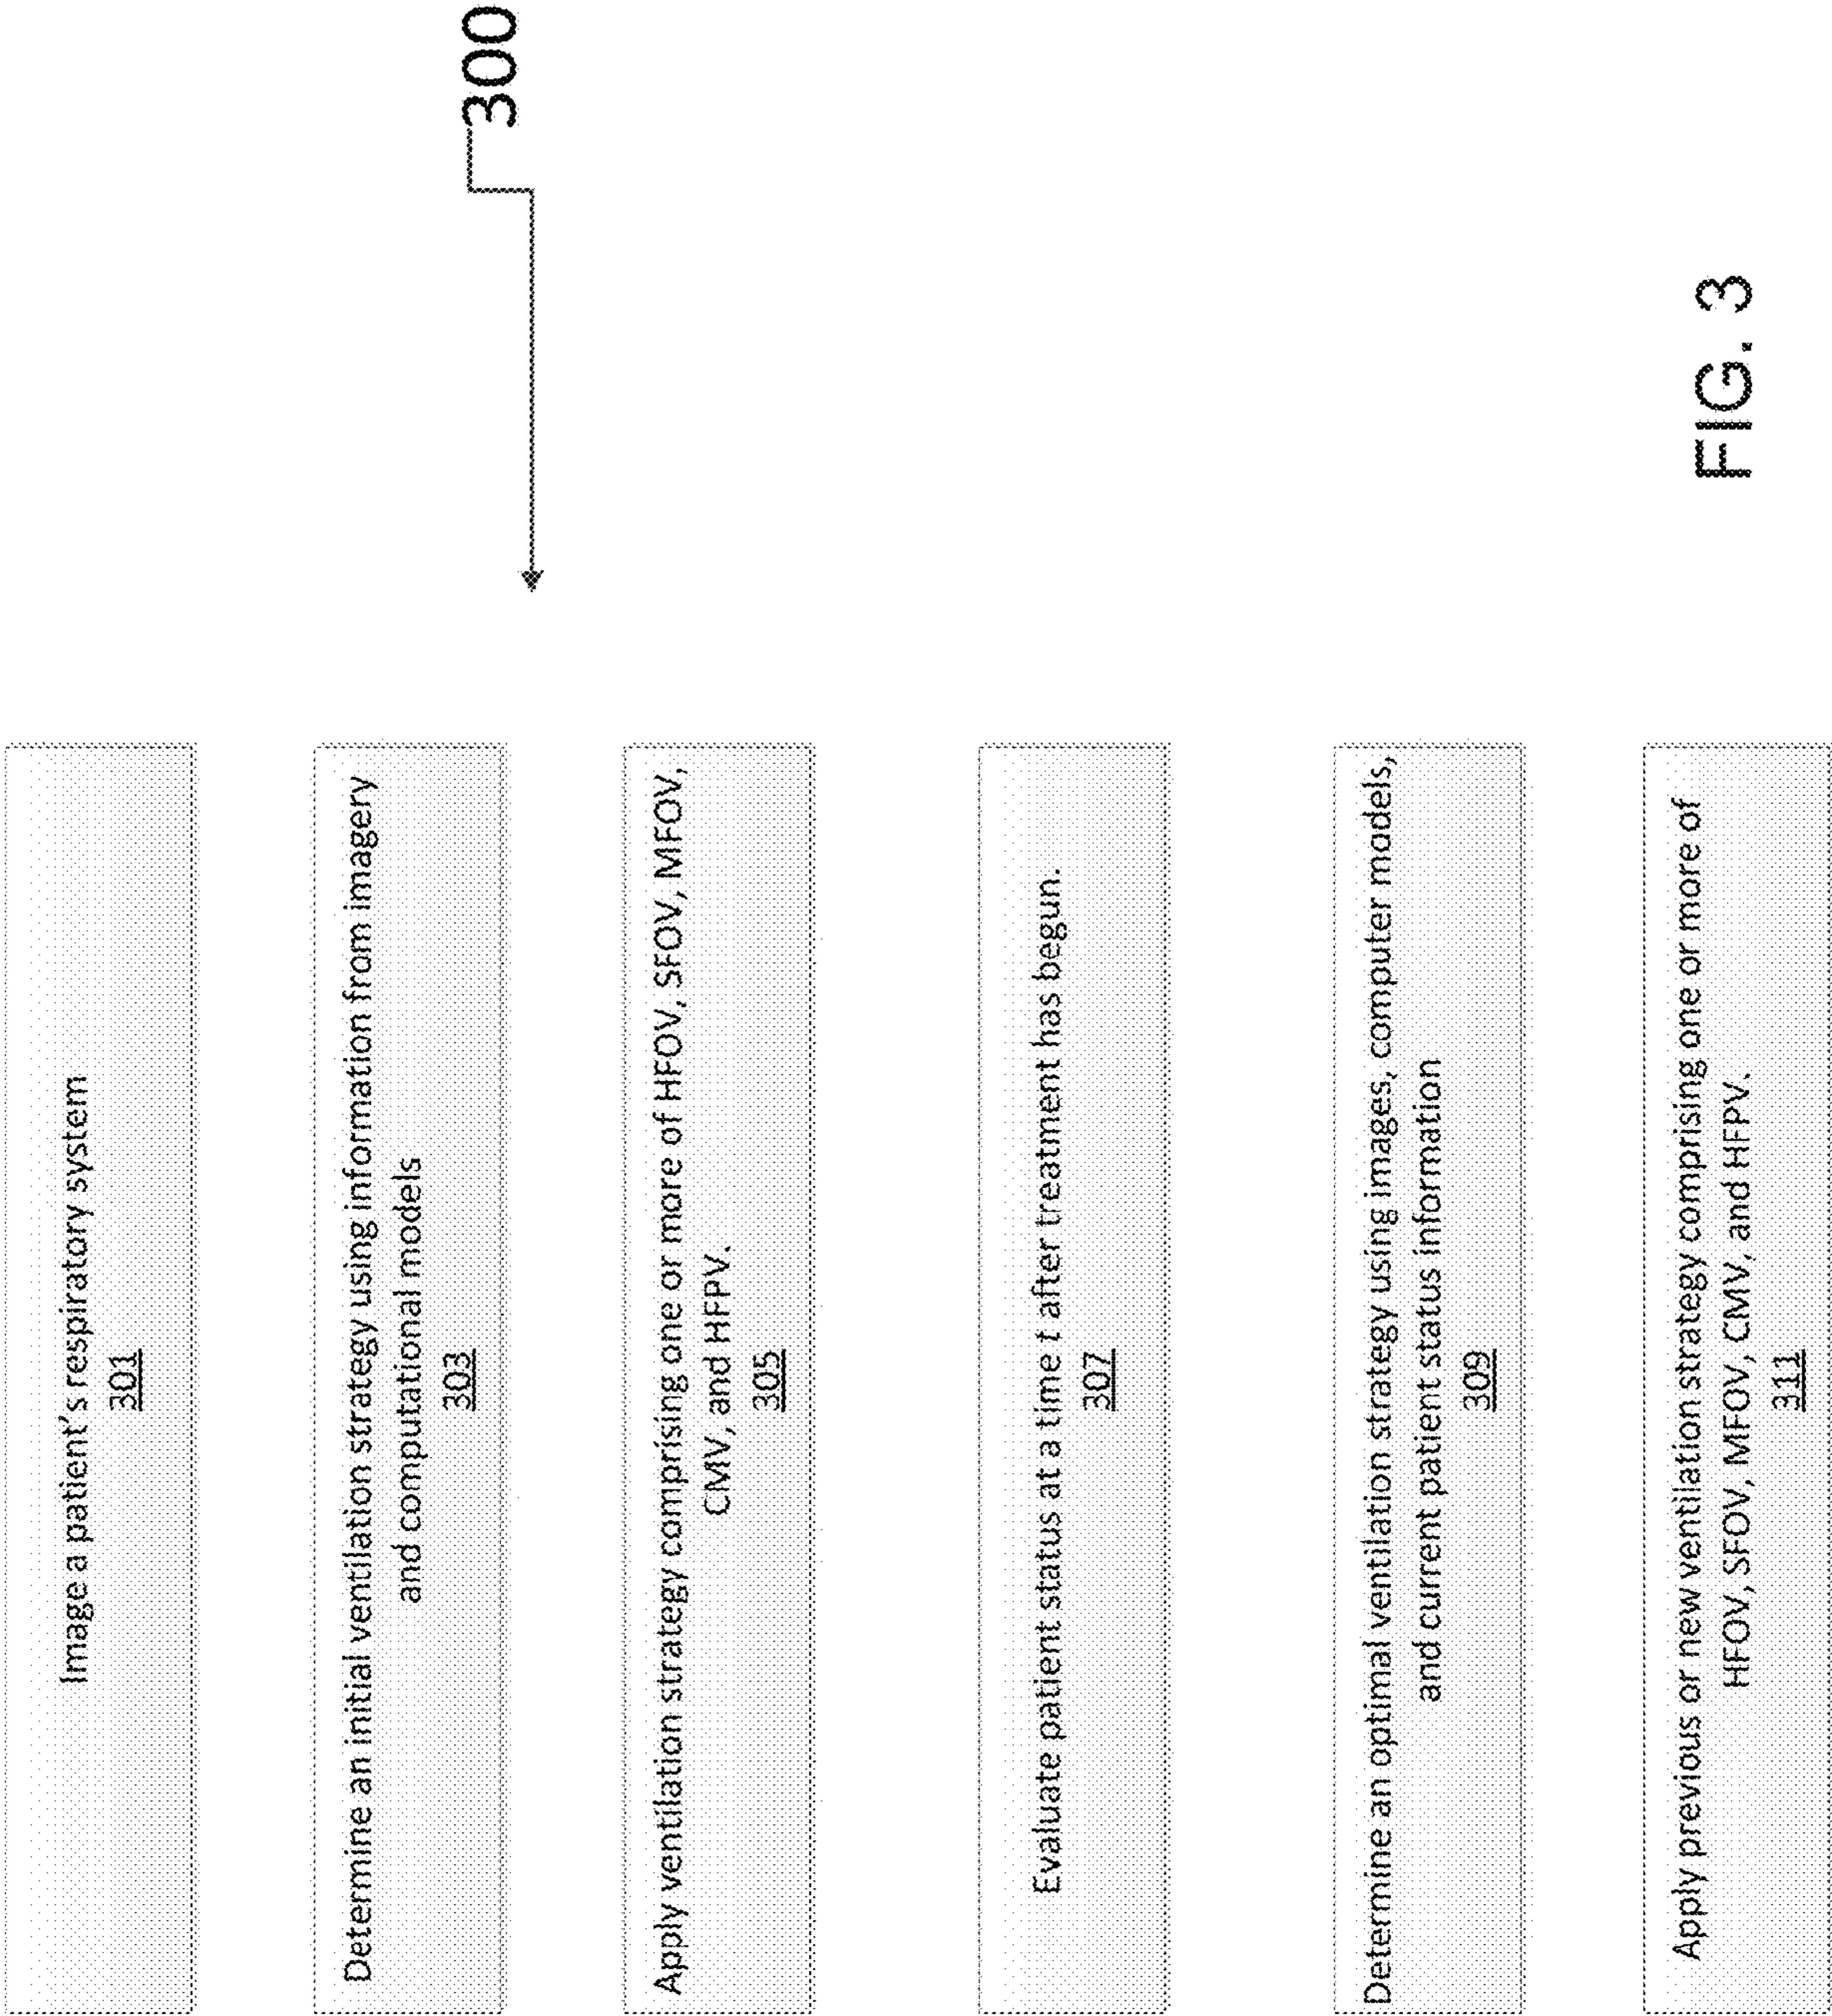 300
Image a patient's respiratory system
301
Determine an initial ventilation strategy using information from imagery
and computational models
303
Apply ventilation strategy comprising one or more of HFOV, SFOV, MFOV,
CMV, and HFPV.
305
Evaluate patient status at a time t after treatment has begun.
307
Determine an optimal ventilation strategy using images, computer models,
and current patient status information
309
Apply previous or new ventilation strategy comprising one or more of
HFOV, SFOV, MFOV, CMV, and HFPV.
311
FIG. 3